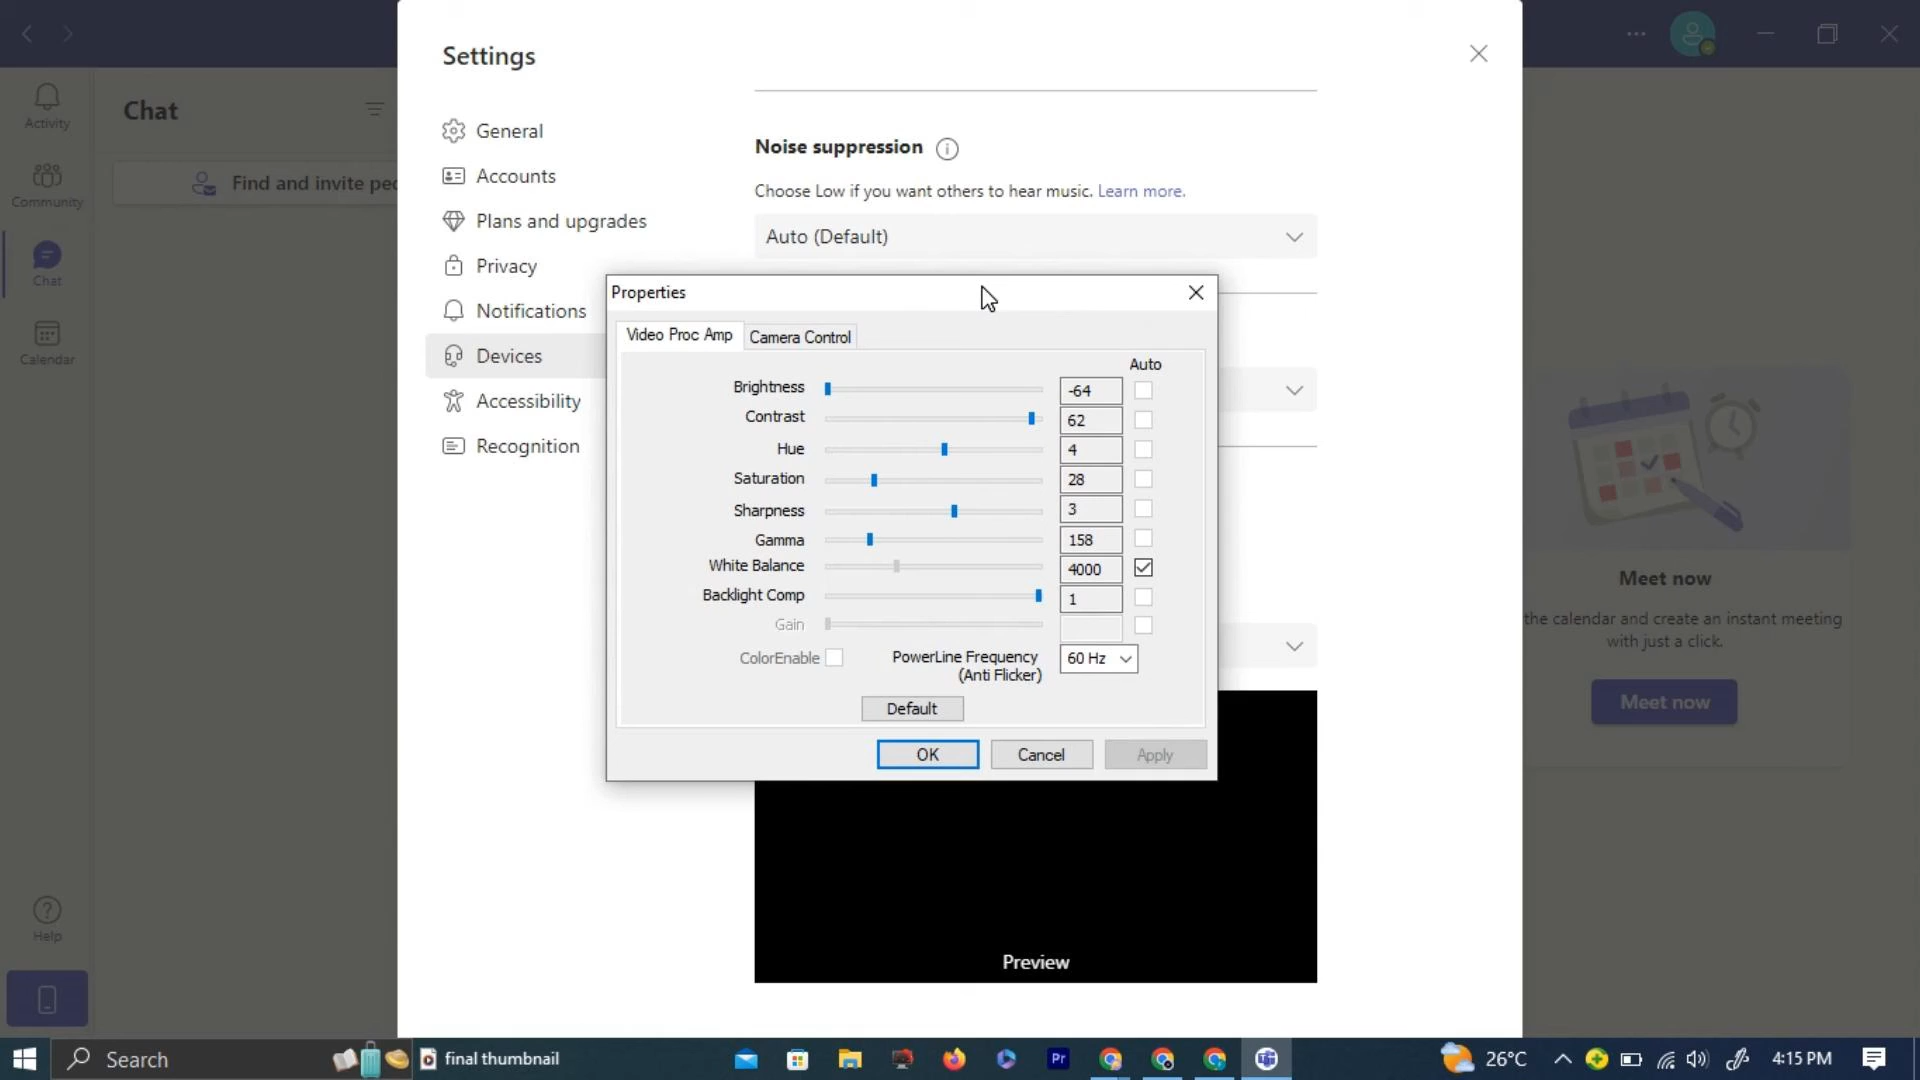 Settings
Activity
Community
Chat
Calendar
Help
Chat
Find and invite pe
General
Accounts
Plans and upgrades
Privacy
Notifications
Devices
Accessibility
Recognition
Noise suppression
Choose Low if you want others to hear music. Learn more.
Auto (Default)
Properties
Video Proc Amp
Camera Control
Auto
Brightness -64
Contrast 62
Hue 4
Saturation 28
Sharpness 3
Gamma 158
White Balance 4000
Backlight Comp 1
Gain
ColorEnable
PowerLine Frequency
(Anti Flicker)
60 Hz
Default
OK Cancel Apply
Preview
Meet now
the calendar and create an instant meeting
with just a click.
Meet now
Search
final thumbnail
Pr
26°C
4:15 PM